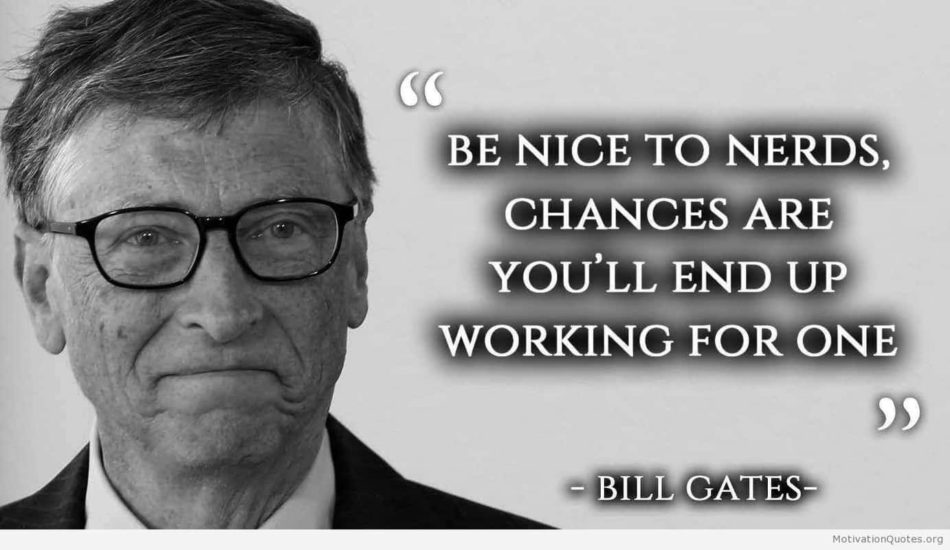 “
BE NICE TO NERDS,
CHANCES ARE
YOU’LL END UP
WORKING FOR ONE
”
- BILL GATES-
MotivationQuotes.org